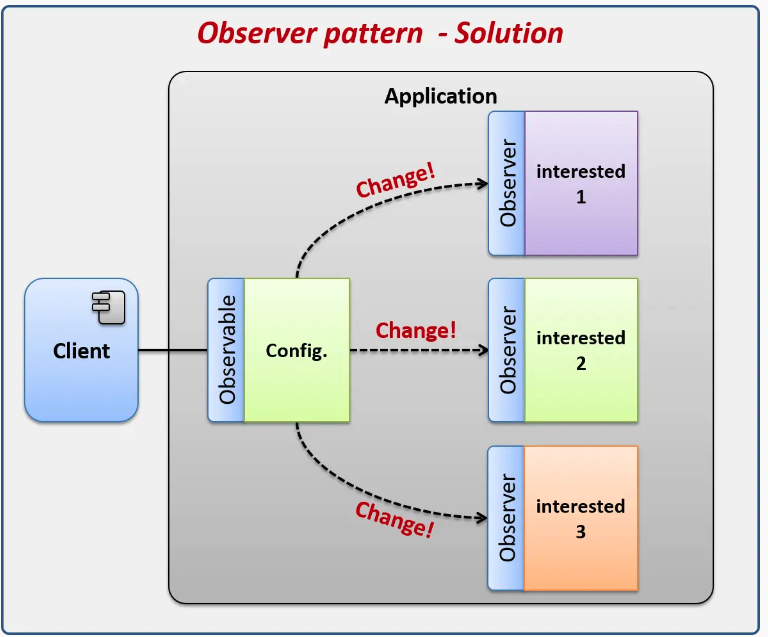 Observer pattern - Solution
Application
Observer
interested
1
Change!
Client
Observable
Config.
Change!
Observer
interested
2
Change!
Observer
interested
3